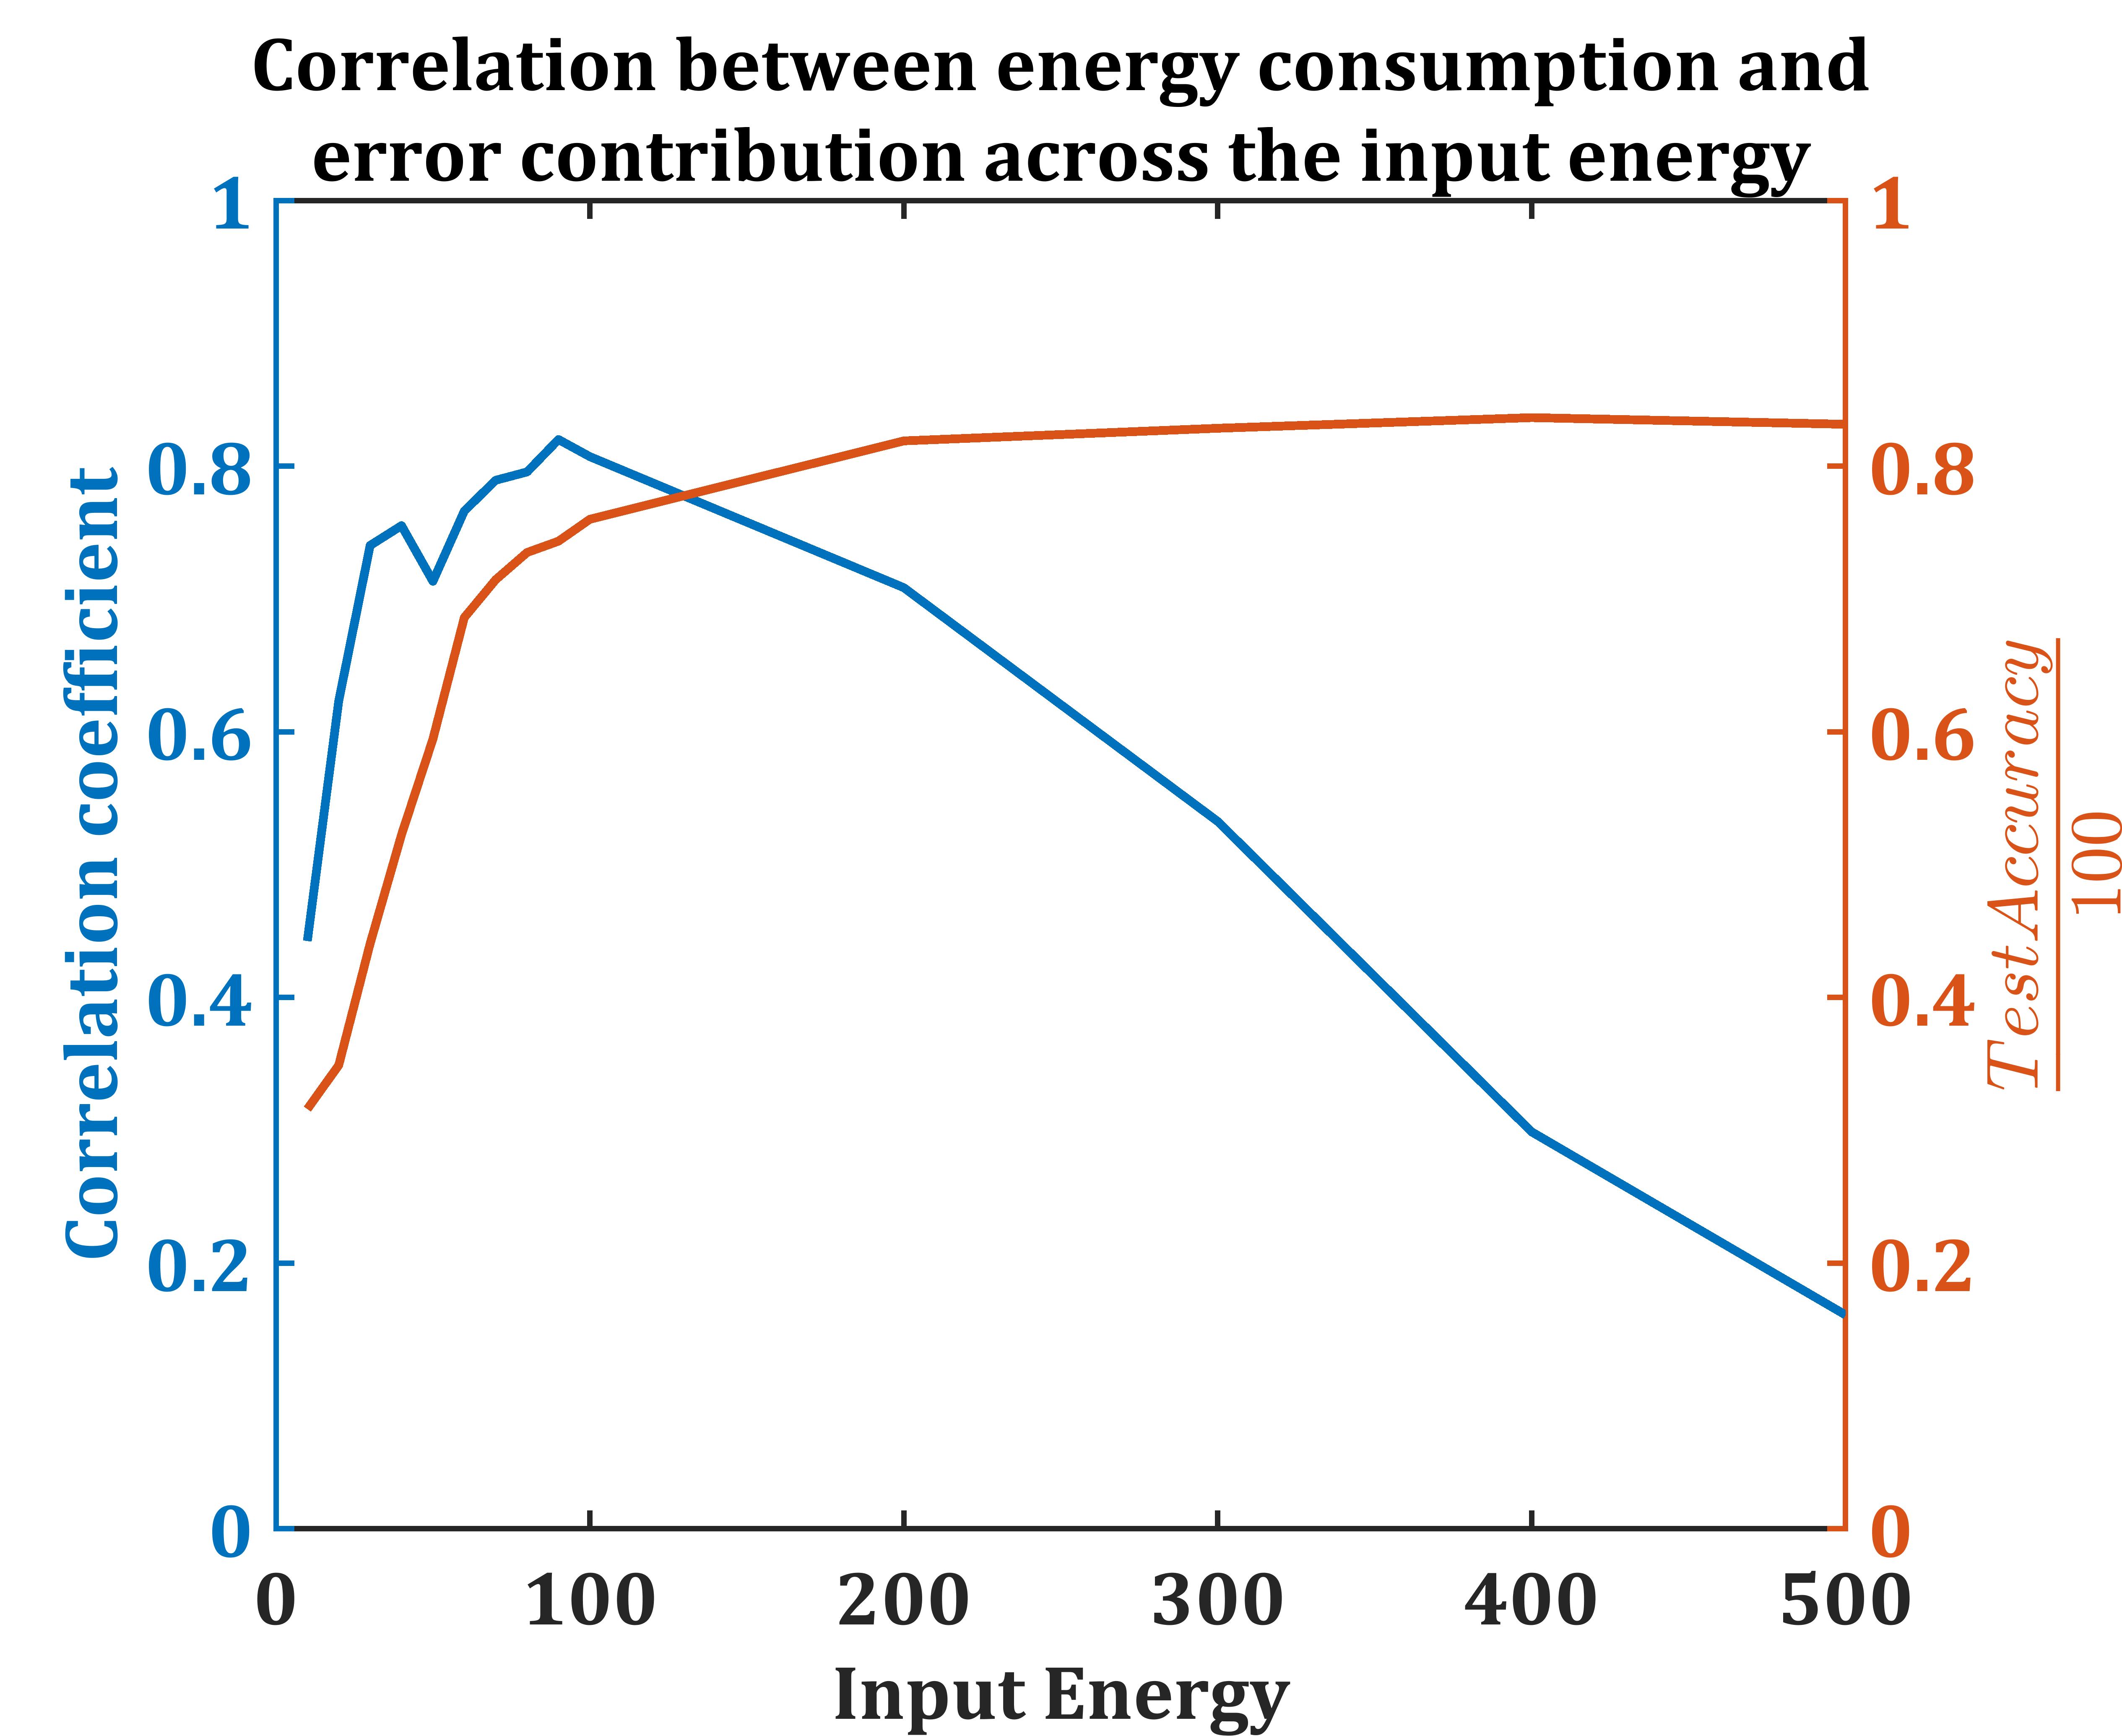 Correlation between energy consumption and
error contribution across the input energy
1
0.8
0.6
0.4
0.2
0
Correlation coefficient
1
0.8
0.6
0.4
0.2
0
TestAccuracy
100
0 100 200 300 400 500
Input Energy